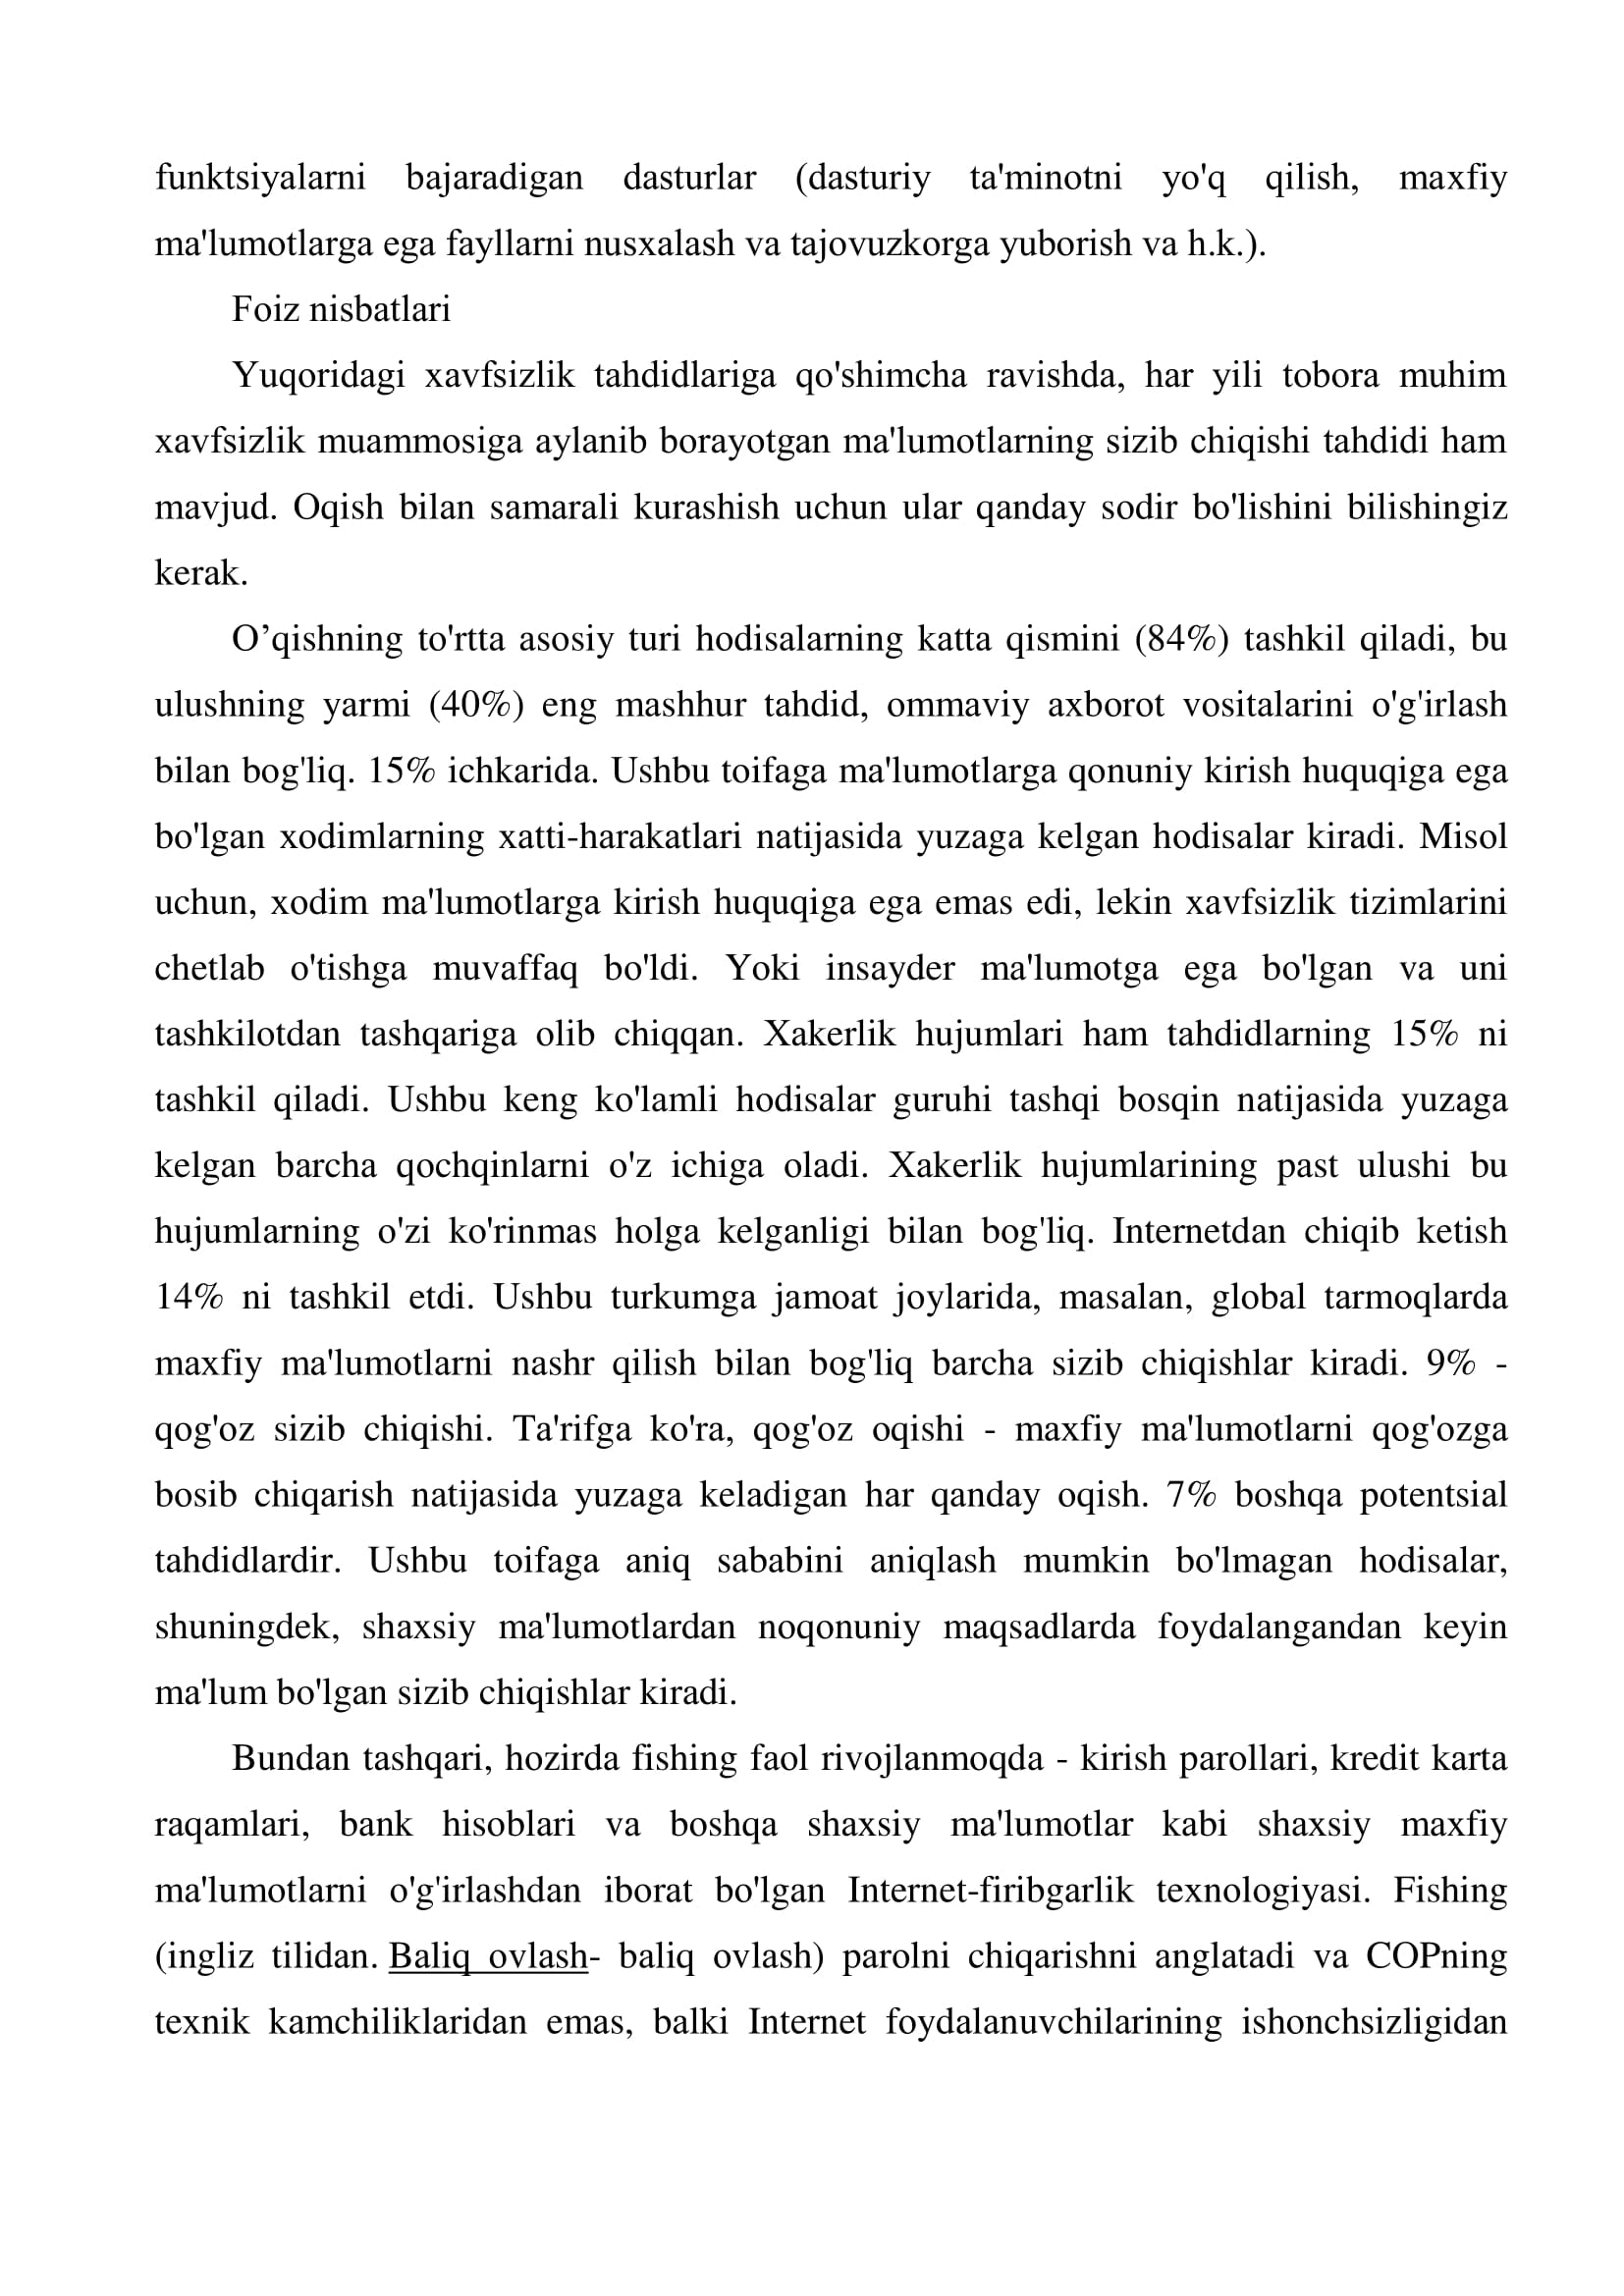 funktsiyalarni bajaradigan dasturlar (dasturiy ta'minotni yo'q qilish, maxfiy
ma'lumotlarga ega fayllarni nusxalash va tajovuzkorga yuborish va h.k.).
Foiz nisbatlari
Yuqoridagi xavfsizlik tahdidlariga qo'shimcha ravishda, har yili tobora muhim
xavfsizlik muammosiga aylanib borayotgan ma'lumotlarning sizib chiqishi tahdidi ham
mavjud. Oqish bilan samarali kurashish uchun ular qanday sodir bo'lishini bilishingiz
kerak.
O’qishning to'rtta asosiy turi hodisalarning katta qismini (84%) tashkil qiladi, bu
ulushning yarmi (40%) eng mashhur tahdid, ommaviy axborot vositalarini o'g'irlash
bilan bog'liq. 15% ichkarida. Ushbu toifaga ma'lumotlarga qonuniy kirish huquqiga ega
bo'lgan xodimlarning xatti-harakatlari natijasida yuzaga kelgan hodisalar kiradi. Misol
uchun, xodim ma'lumotlarga kirish huquqiga ega emas edi, lekin xavfsizlik tizimlarini
chetlab o'tishga muvaffaq bo'ldi. Yoki insayder ma'lumotga ega bo'lgan va uni
tashkilotdan tashqariga olib chiqqan. Xakerlik hujumlari ham tahdidlarning 15% ni
tashkil qiladi. Ushbu keng ko'lamli hodisalar guruhi tashqi bosqin natijasida yuzaga
kelgan barcha qochqinlarni o'z ichiga oladi. Xakerlik hujumlarining past ulushi bu
hujumlarning o'zi ko'rinmas holga kelganligi bilan bog'liq. Internetdan chiqib ketish
14% ni tashkil etdi. Ushbu turkumga jamoat joylarida, masalan, global tarmoqlarda
maxfiy ma'lumotlarni nashr qilish bilan bog'liq barcha sizib chiqishlar kiradi. 9% -
qog'oz sizib chiqishi. Ta'rifga ko'ra, qog'oz oqishi - maxfiy ma'lumotlarni qog'ozga
bosib chiqarish natijasida yuzaga keladigan har qanday oqish. 7% boshqa potentsial
tahdidlardir. Ushbu toifaga aniq sababini aniqlash mumkin bo'lmagan hodisalar,
shuningdek, shaxsiy ma'lumotlardan noqonuniy maqsadlarda foydalangandan keyin
ma'lum bo'lgan sizib chiqishlar kiradi.
Bundan tashqari, hozirda fishing faol rivojlanmoqda - kirish parollari, kredit karta
raqamlari, bank hisoblari va boshqa shaxsiy ma'lumotlar kabi shaxsiy maxfiy
ma'lumotlarni o'g'irlashdan iborat bo'lgan Internet-firibgarlik texnologiyasi. Fishing
(ingliz tilidan. Baliq ovlash- baliq ovlash) parolni chiqarishni anglatadi va COPning
texnik kamchiliklaridan emas, balki Internet foydalanuvchilarining ishonchsizligidan